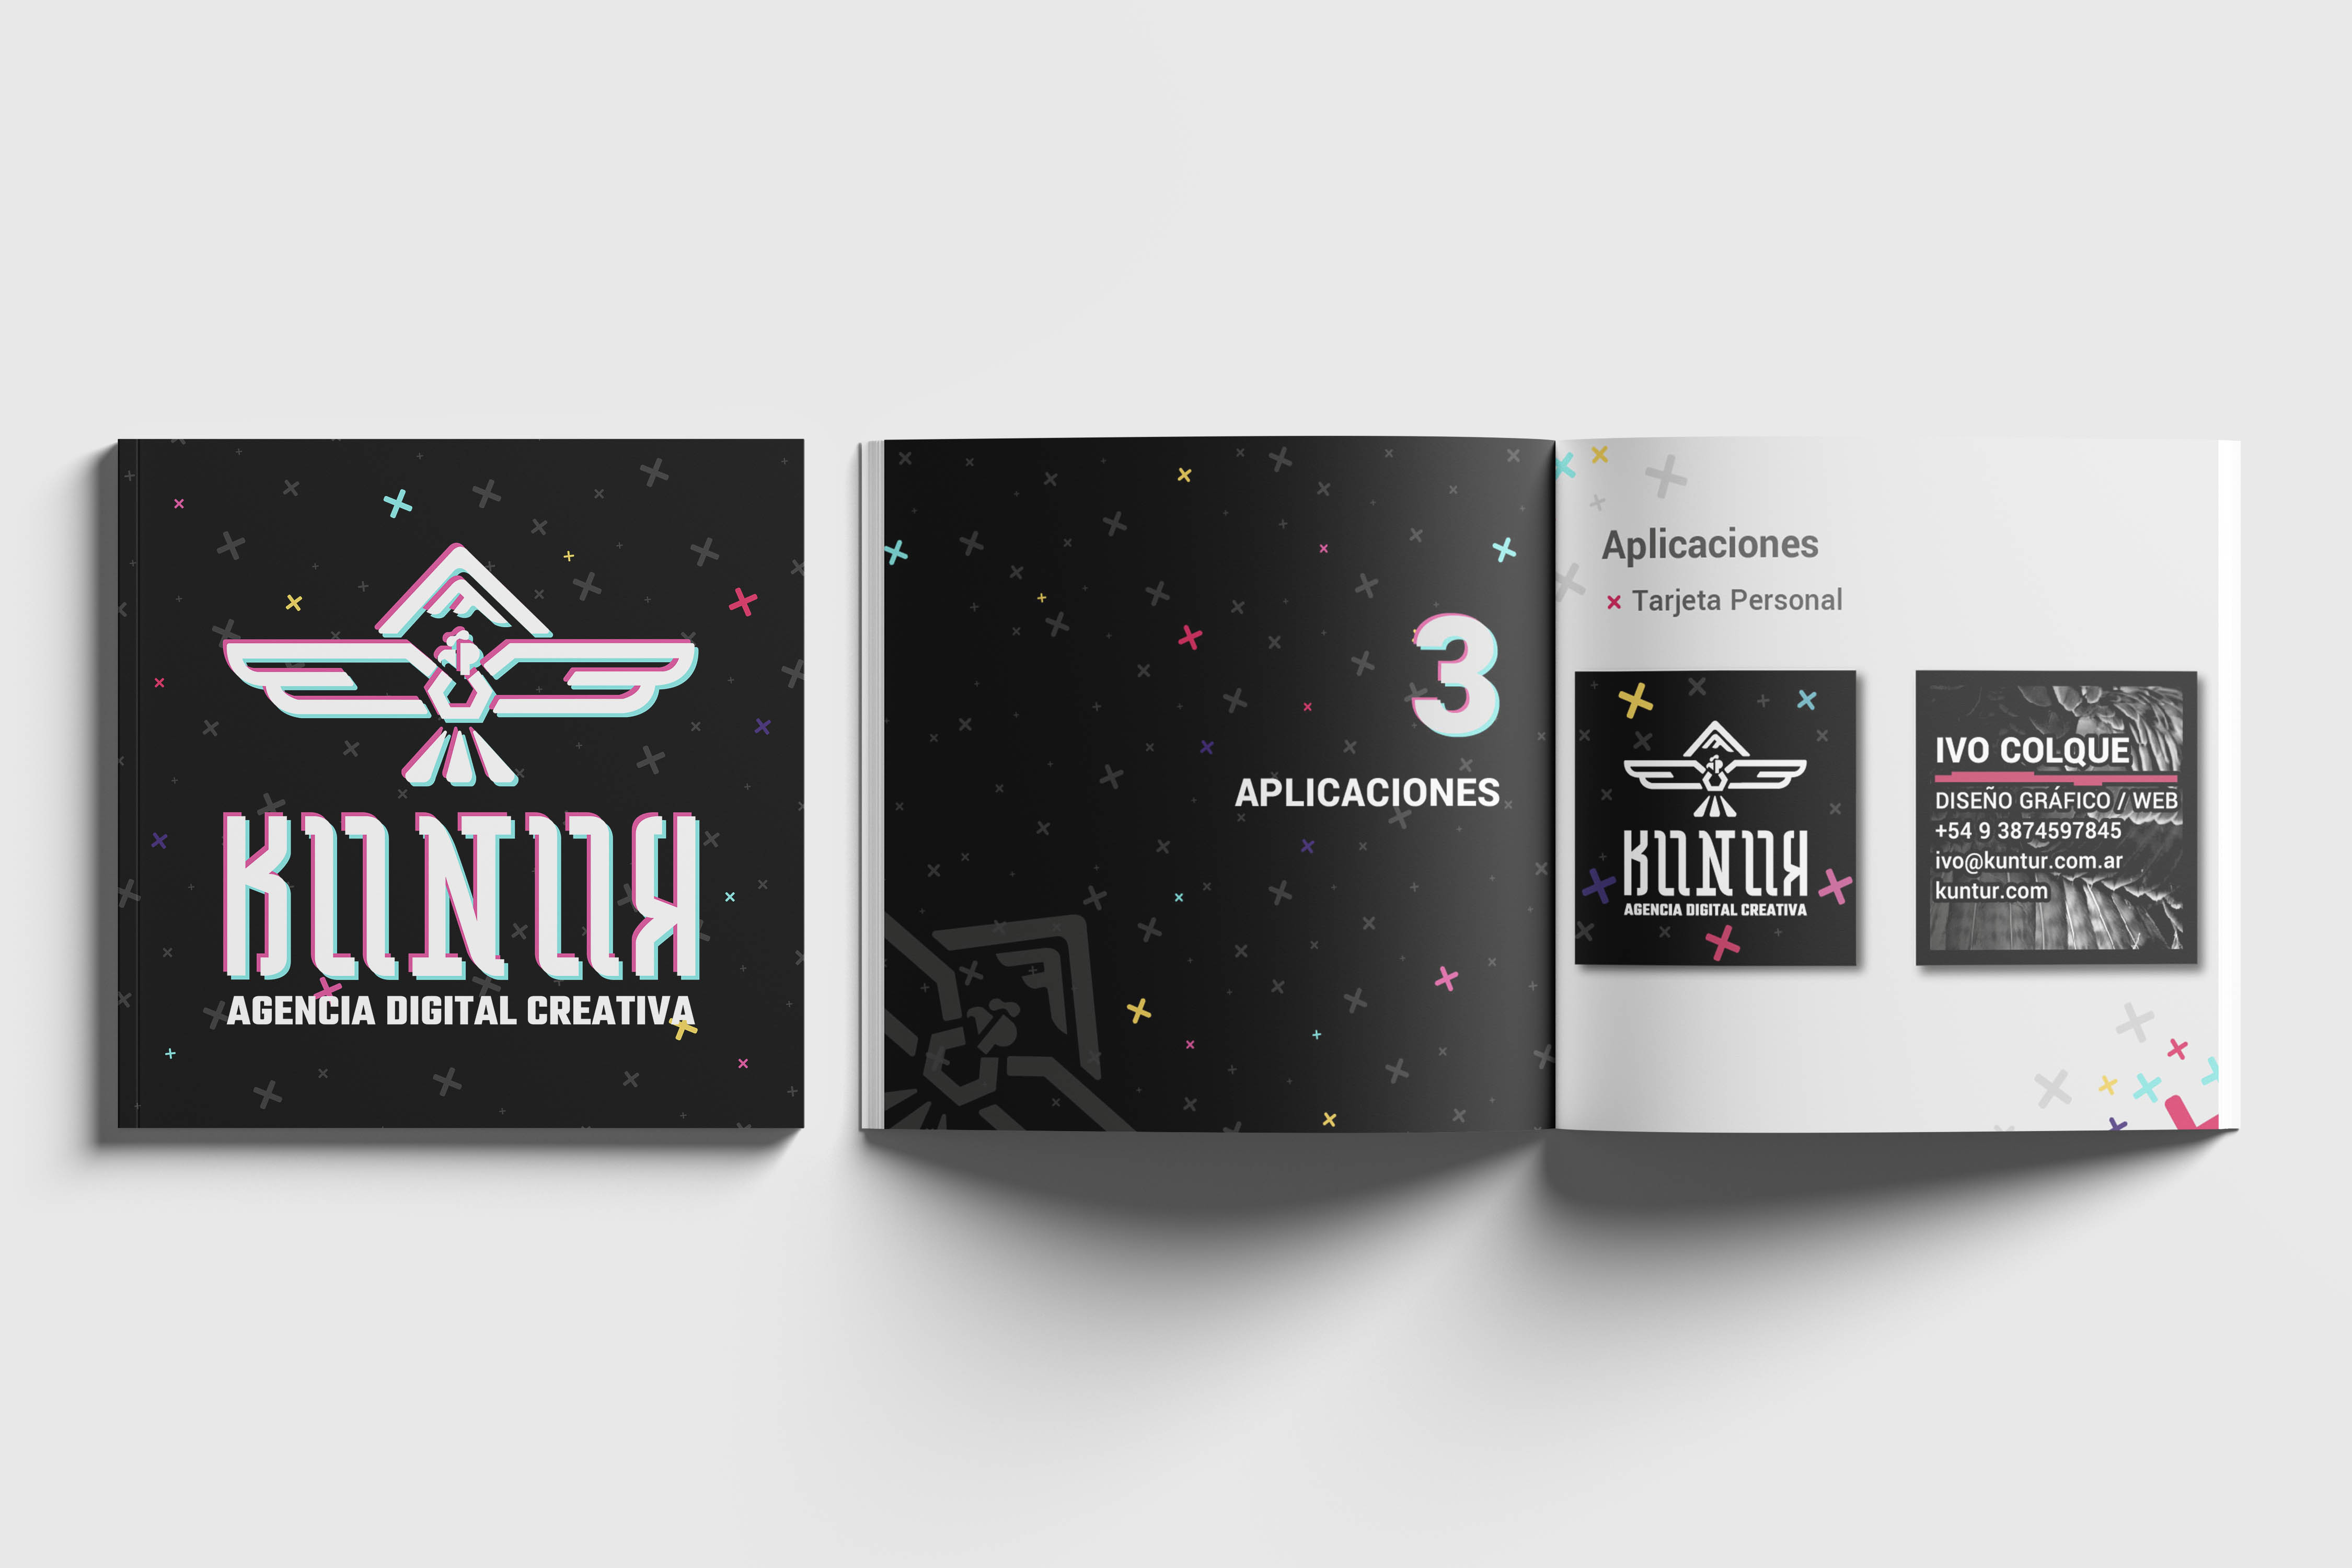 KUNTUR
AGENCIA DIGITAL CREATIVA
3
APLICACIONES
Aplicaciones
Tarjeta Personal
KUNTUR
AGENCIA DIGITAL CREATIVA
IVO COLQUE
DISEÑO GRÁFICO / WEB
+54 9 3874597845
ivo@kuntur.com.ar
kuntur.com